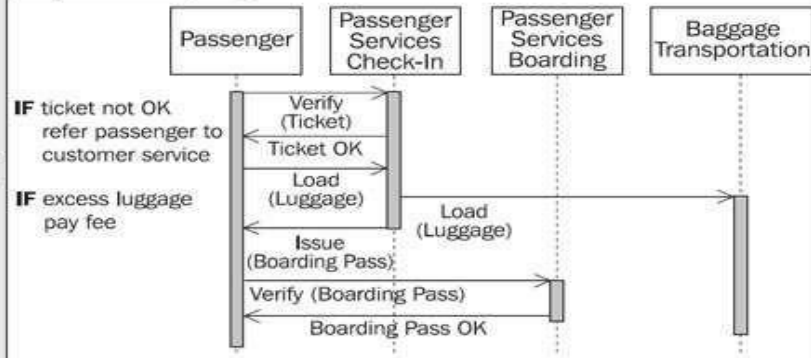 Passenger
Passenger
Services
Check-In
Passenger
Services
Boarding
Baggage
Transportation
IF ticket not OK
refer passenger to
customer service
Verify
(Ticket)
Ticket OK
IF excess luggage
pay fee
Load
(Luggage)
Load
(Luggage)
Issue
(Boarding Pass)
Verify (Boarding Pass)
Boarding Pass OK